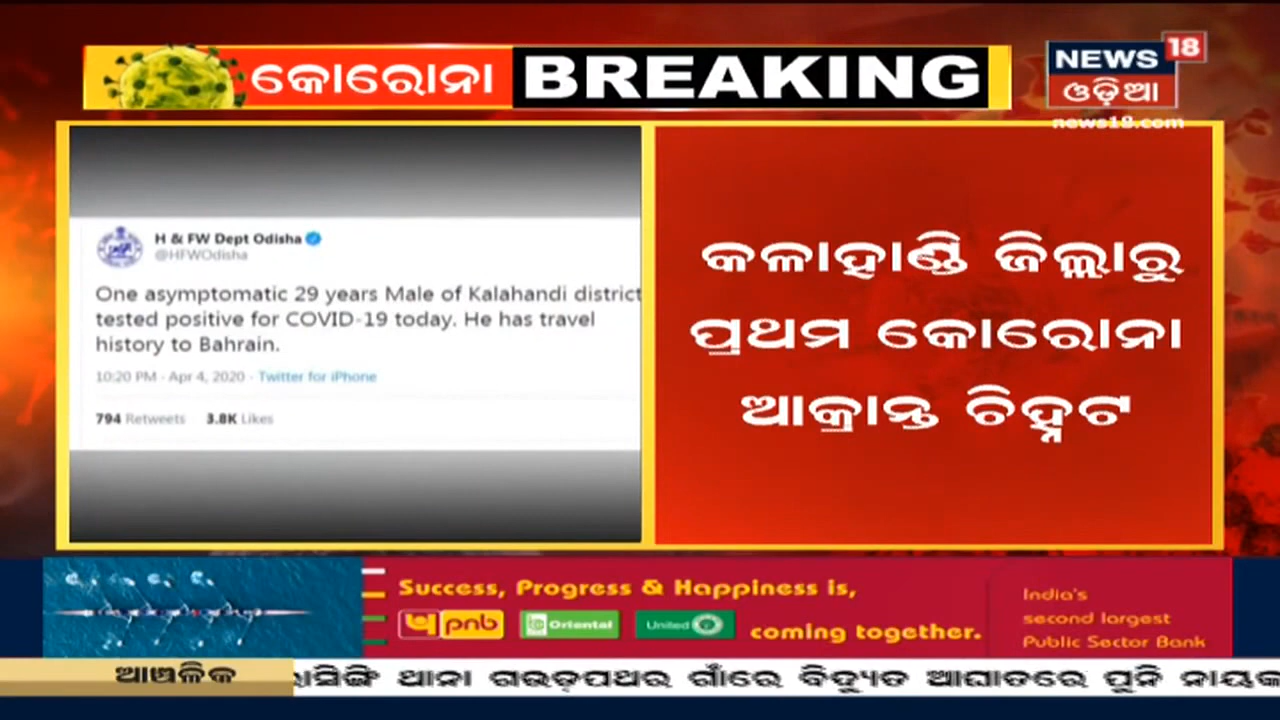 କୋରୋନା BREAKING
NEWS 18
ଓଡ଼ିଆ
news18.com
H & FW Dept Odisha
@HFWOdisha
One asymptomatic 29 years Male of Kalahandi district
tested positive for COVID-19 today. He has travel
history to Bahrain.
10:20 PM · Apr 4, 2020 · Twitter for iPhone
794 Retweets 3.8K Likes
କଳାହାଣ୍ଡି ଜିଲ୍ଲାରୁ
ପ୍ରଥମ କୋରୋନା
ଆକ୍ରାନ୍ତ ଚିହ୍ନଟ
Success, Progress & Happiness is,
pnb Oriental United coming together.
India's
second largest
Public Sector Bank
ଆଞ୍ଚଳିକ ଥାନା ଗଉଡ଼ପଥର ଗାଁରେ ବିଦ୍ୟୁତ ଆଘାତରେ ପୁନି ନାୟକ